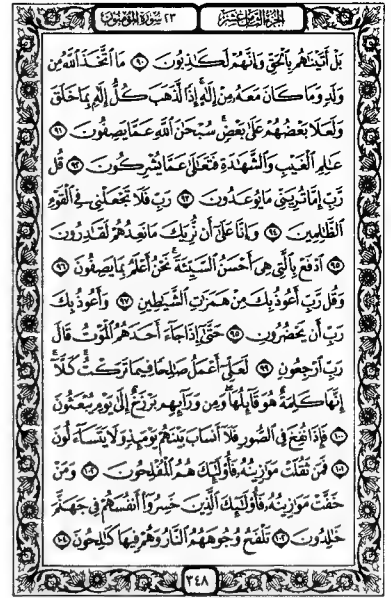 الجزء الثامن عشر ٢٣ سورة المؤمنون
بَلْ أَتَيْنَٰهُم بِٱلْحَقِّ وَإِنَّهُمْ لَكَٰذِبُونَ ٩٠ مَا ٱتَّخَذَ ٱللَّهُ مِن
وَلَدٍ وَمَا كَانَ مَعَهُۥ مِنْ إِلَٰهٍ إِذًا لَّذَهَبَ كُلُّ إِلَٰهٍۭ بِمَا خَلَقَ
وَلَعَلَا بَعْضُهُمْ عَلَىٰ بَعْضٍ سُبْحَٰنَ ٱللَّهِ عَمَّا يَصِفُونَ ٩١
عَٰلِمِ ٱلْغَيْبِ وَٱلشَّهَٰدَةِ فَتَعَٰلَىٰ عَمَّا يُشْرِكُونَ ٩٢ قُل
رَّبِّ إِمَّا تُرِيَنِّي مَا يُوعَدُونَ ٩٣ رَبِّ فَلَا تَجْعَلْنِي فِي ٱلْقَوْمِ
ٱلظَّٰلِمِينَ ٩٤ وَإِنَّا عَلَىٰٓ أَن نُّرِيَكَ مَا نَعِدُهُمْ لَقَٰدِرُونَ
٩٥ ٱدْفَعْ بِٱلَّتِي هِيَ أَحْسَنُ ٱلسَّيِّئَةَ نَحْنُ أَعْلَمُ بِمَا يَصِفُونَ ٩٦
وَقُل رَّبِّ أَعُوذُ بِكَ مِنْ هَمَزَٰتِ ٱلشَّيَٰطِينِ ٩٧ وَأَعُوذُ بِكَ
رَبِّ أَن يَحْضُرُونِ ٩٨ حَتَّىٰٓ إِذَا جَآءَ أَحَدَهُمُ ٱلْمَوْتُ قَالَ
رَبِّ ٱرْجِعُونِ ٩٩ لَعَلِّيٓ أَعْمَلُ صَٰلِحًا فِيمَا تَرَكْتُ كَلَّآ
إِنَّهَا كَلِمَةٌ هُوَ قَآئِلُهَا وَمِن وَرَآئِهِم بَرْزَخٌ إِلَىٰ يَوْمِ يُبْعَثُونَ
١٠٠ فَإِذَا نُفِخَ فِي ٱلصُّورِ فَلَآ أَنسَابَ بَيْنَهُمْ يَوْمَئِذٍ وَلَا يَتَسَآءَلُونَ
١٠١ فَمَن ثَقُلَتْ مَوَٰزِينُهُۥ فَأُو۟لَٰٓئِكَ هُمُ ٱلْمُفْلِحُونَ ١٠٢ وَمَنْ
خَفَّتْ مَوَٰزِينُهُۥ فَأُو۟لَٰٓئِكَ ٱلَّذِينَ خَسِرُوٓا۟ أَنفُسَهُمْ فِي جَهَنَّمَ
خَٰلِدُونَ ١٠٣ تَلْفَحُ وُجُوهَهُمُ ٱلنَّارُ وَهُمْ فِيهَا كَٰلِحُونَ ١٠٤
٣٤٨